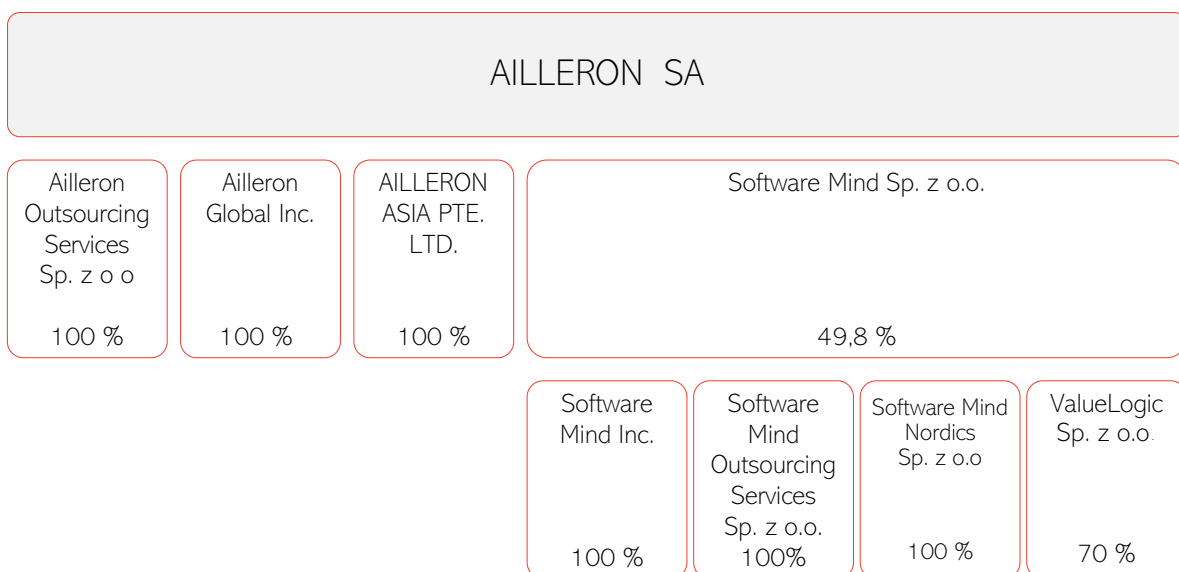 AILLERON SA
Ailleron
Outsourcing
Services
Sp. z o o
100 %
Ailleron
Global Inc.
100 %
AILLERON
ASIA PTE.
LTD.
100 %
Software Mind Sp. z o.o.
49,8 %
Software
Mind Inc.
100 %
Software
Mind
Outsourcing
Services
Sp. z o.o.
100%
Software Mind
Nordics
Sp. z o.o
100 %
ValueLogic
Sp. z o.o.
70 %